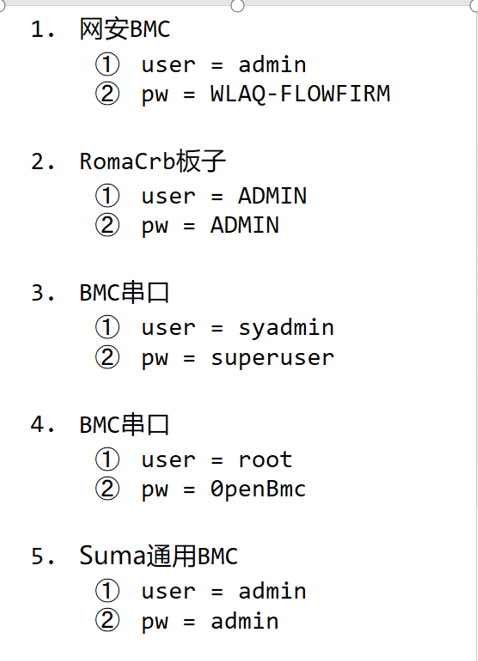 1. 网安BMC
① user = admin
② pw = WLAQ-FLOWFIRM
2. RomaCrb板子
① user = ADMIN
② pw = ADMIN
3. BMC串口
① user = syadmin
② pw = superuser
4. BMC串口
① user = root
② pw = 0penBmc
5. Suma通用BMC
① user = admin
② pw = admin